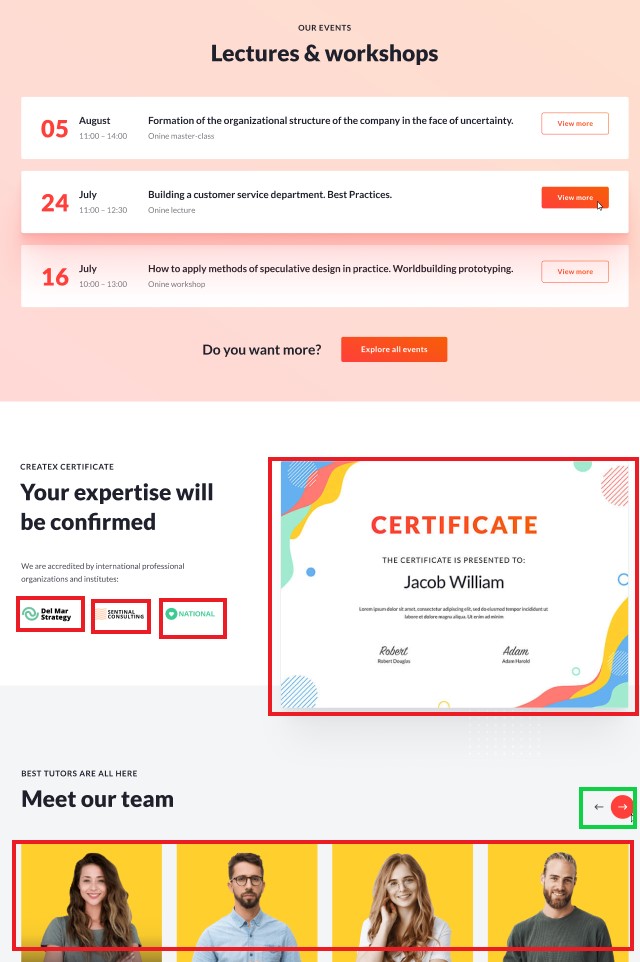 OUR EVENTS
Lectures & workshops
05
August
11:00 – 14:00
Formation of the organizational structure of the company in the face of uncertainty.
Onine master-class
View more
24
July
11:00 – 12:30
Building a customer service department. Best Practices.
Onine lecture
View more
16
July
10:00 – 13:00
How to apply methods of speculative design in practice. Worldbuilding prototyping.
Onine workshop
View more
Do you want more?
Explore all events
CREATEX CERTIFICATE
Your expertise will
be confirmed
We are accredited by international professional
organizations and institutes:
Del Mar
Strategy
SENTINAL
CONSULTING
NATIONAL
CERTIFICATE
THE CERTIFICATE IS PRESENTED TO:
Jacob William
Lorem ipsum dolor sit amet, consectetur adipiscing elit, sed do eiusmod tempor incididunt ut
labore et dolore magna aliqua. Ut enim ad minim
Robert
Robert Douglas
Adam
Adam Harold
BEST TUTORS ARE ALL HERE
Meet our team